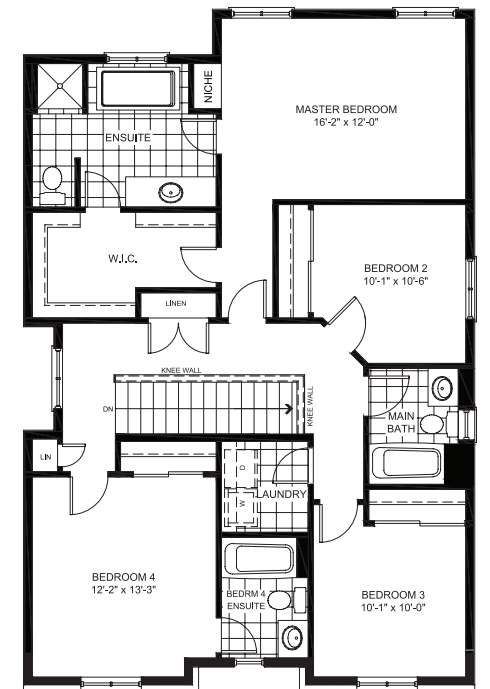 NICHE
MASTER BEDROOM
16'-2" x 12'-0"
ENSUITE
W.I.C.
BEDROOM 2
10'-1" x 10'-6"
LINEN
KNEE WALL
KNEE WALL
DN
MAIN
BATH
LIN
D
W
LAUNDRY
BEDROOM 4
12'-2" x 13'-3"
BEDRM 4
ENSUITE
BEDROOM 3
10'-1" x 10'-0"